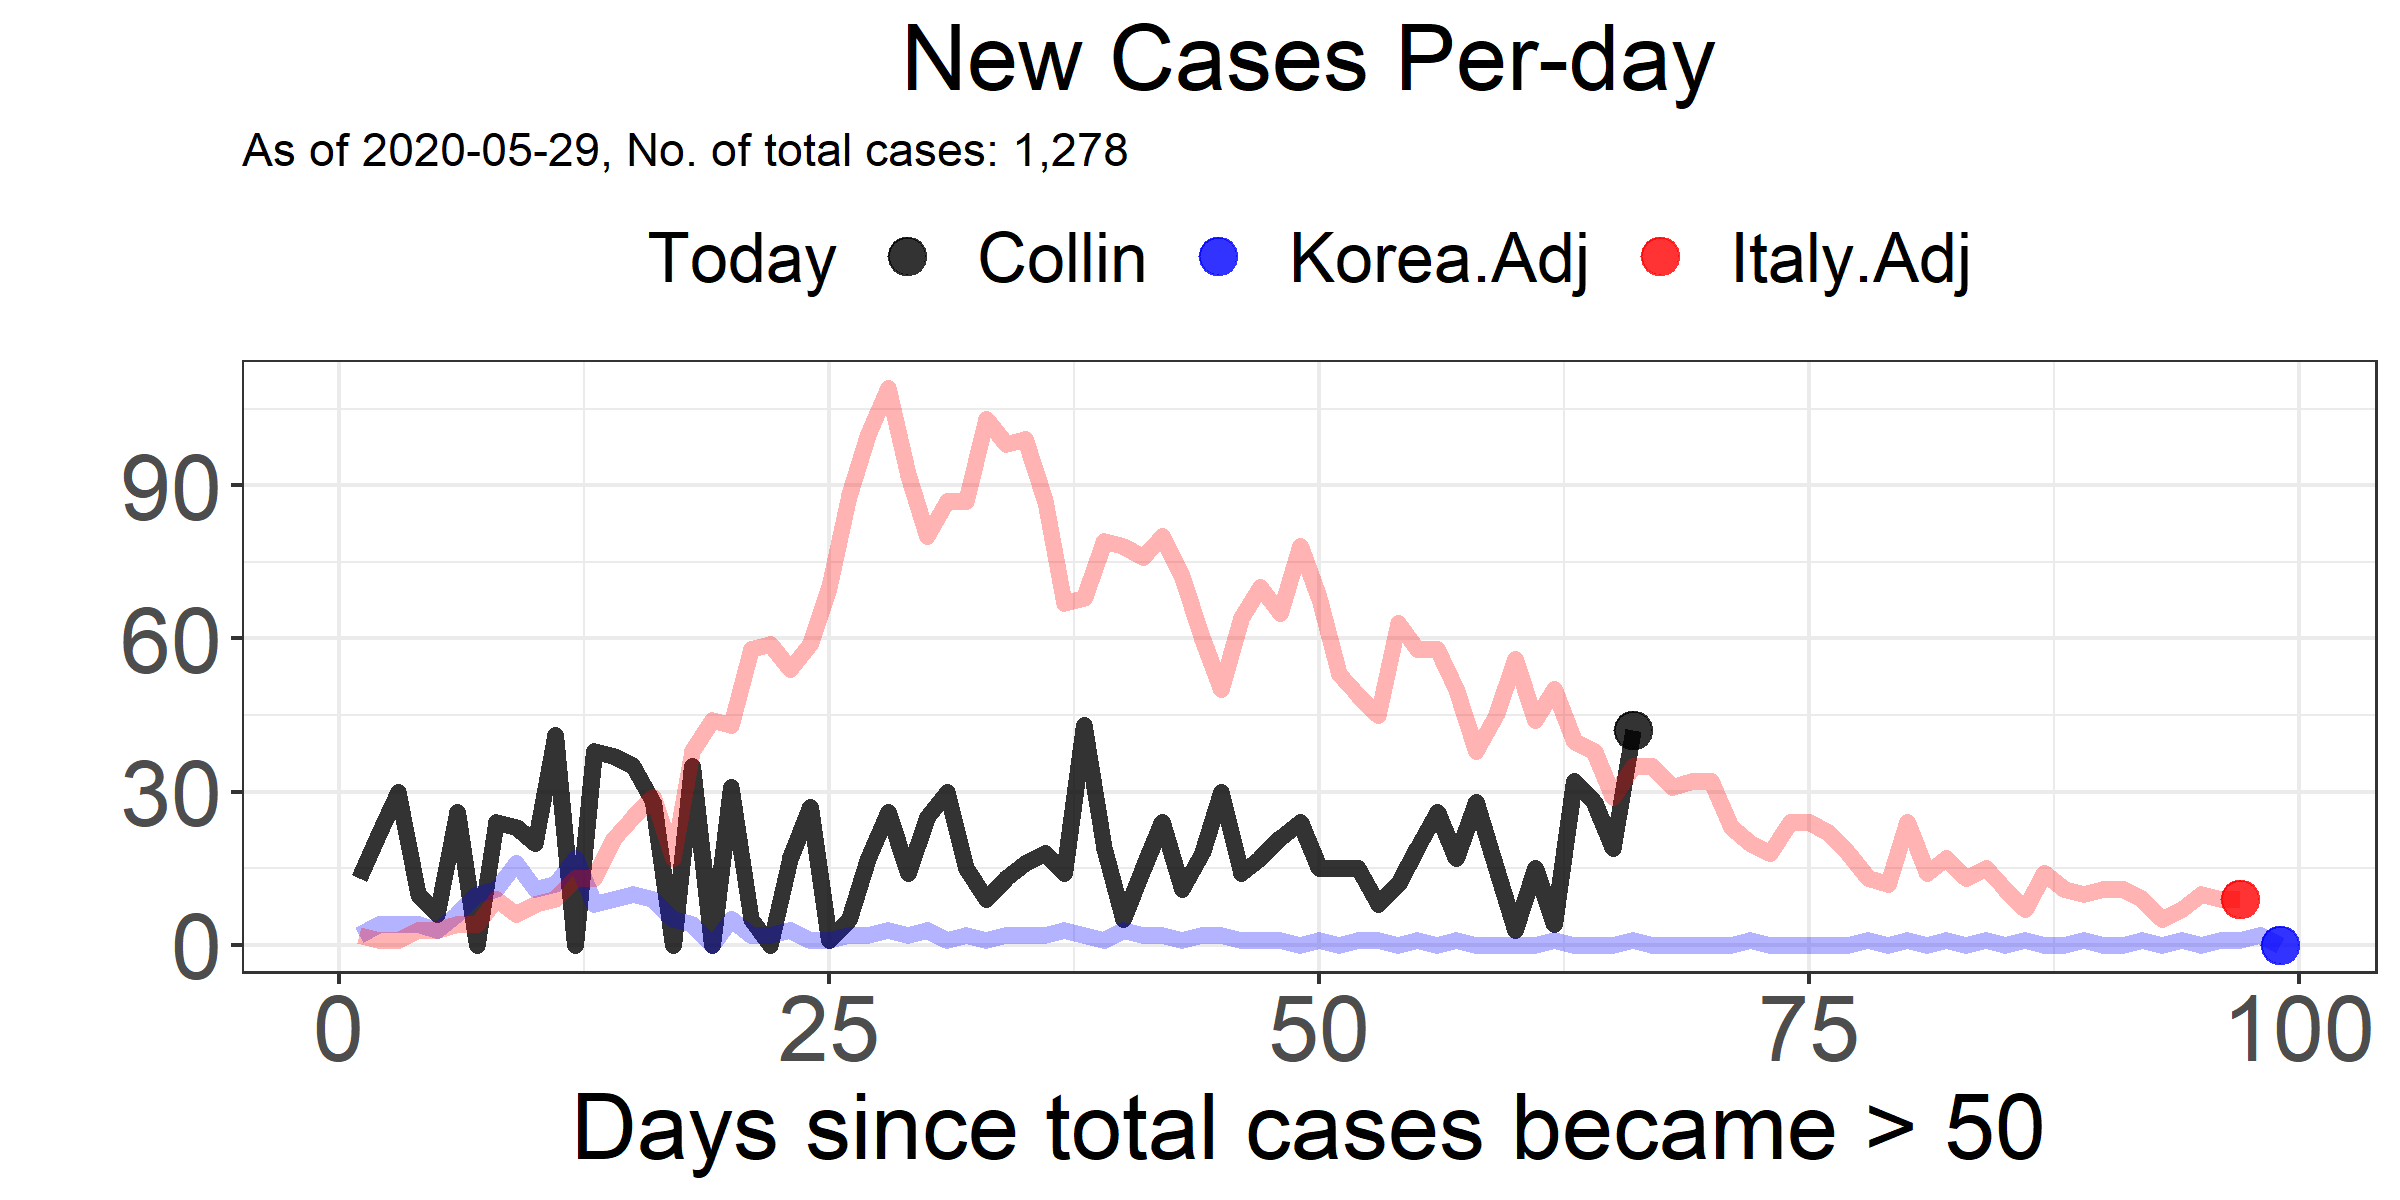 New Cases Per-day
As of 2020-05-29, No. of total cases: 1,278
Today Collin Korea.Adj Italy.Adj
90
60
30
0
0 25 50 75 100
Days since total cases became > 50